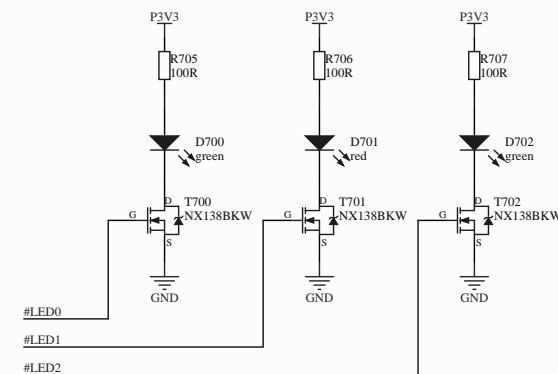 P3V3 P3V3 P3V3
R705 R706 R707
100R 100R 100R
D700 D701 D702
green red green
D T700 D T701 D T702
G NX138BKW G NX138BKW G NX138BKW
S S S
GND GND GND
#LED0
#LED1
#LED2